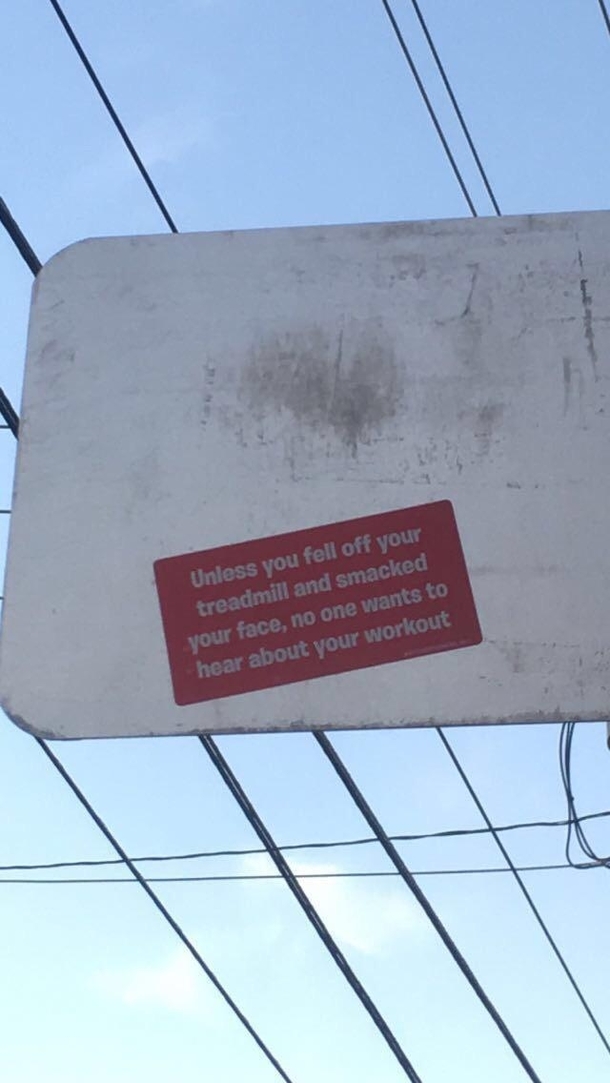 Unless you fell off your
treadmill and smacked
your face, no one wants to
hear about your workout